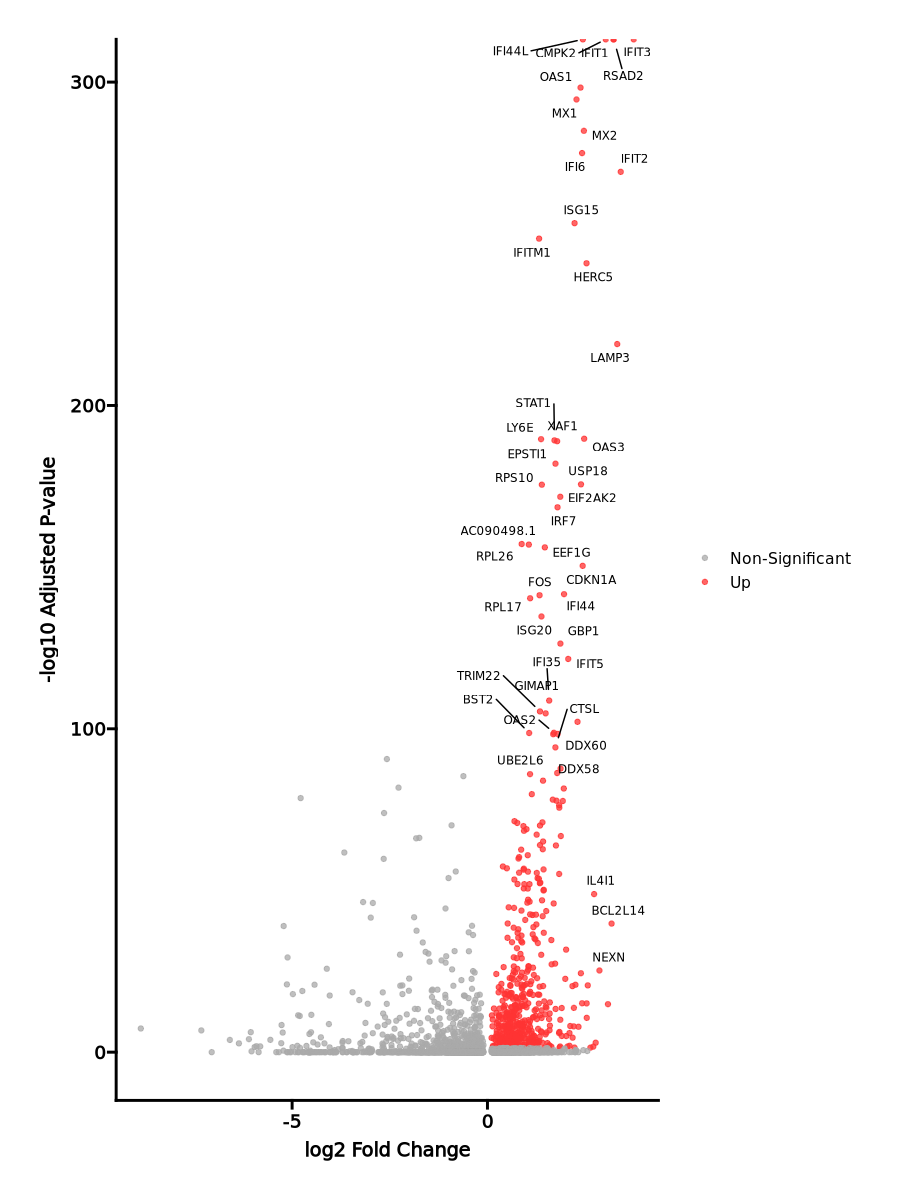 IFI44L CMPK2 IFIT1 IFIT3
300
OAS1 RSAD2
MX1
MX2
IFI6 IFIT2
ISG15
IFITM1
HERC5
LAMP3
200
STAT1
LY6E XAF1
EPSTI1 OAS3
RPS10 USP18
EIF2AK2
IRF7
AC090498.1
RPL26 EEF1G
FOS CDKN1A
RPL17 IFI44
ISG20 GBP1
IFI35 IFIT5
TRIM22 GIMAP1
BST2 CTSL
OAS2
100
DDX60
UBE2L6 DDX58
IL4I1
BCL2L14
NEXN
0
-5 0
log2 Fold Change
-log10 Adjusted P-value
Non-Significant
Up